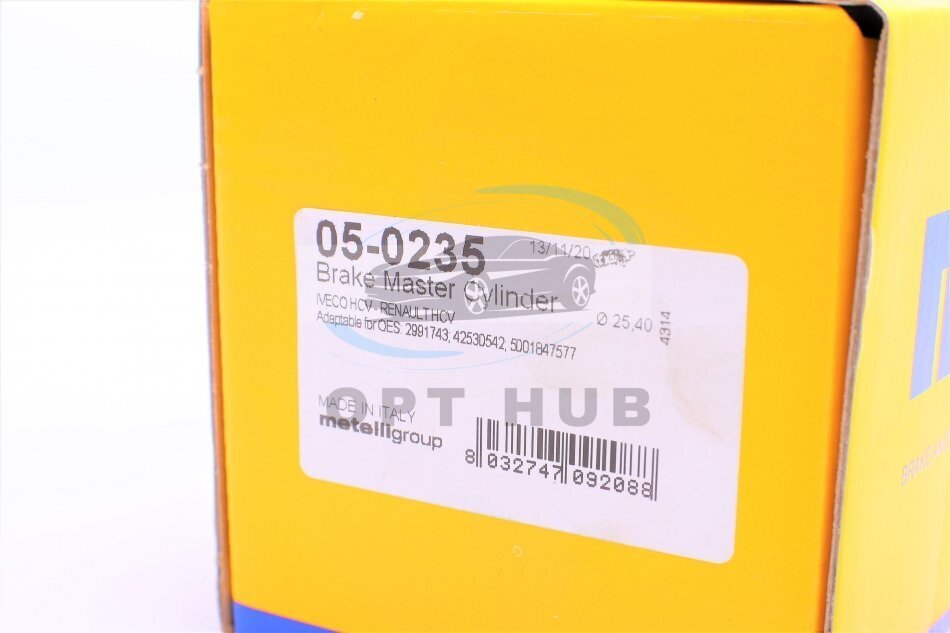 05-0235
13/11/20
Brake Master Cylinder
IVECO HCV - RENAULT HCV
Ø 25,40
4314
Adaptable for OES: 2991743; 42530542; 5001847577
OPT HUB
MADE IN ITALY
metelligroup
8 032747 092088